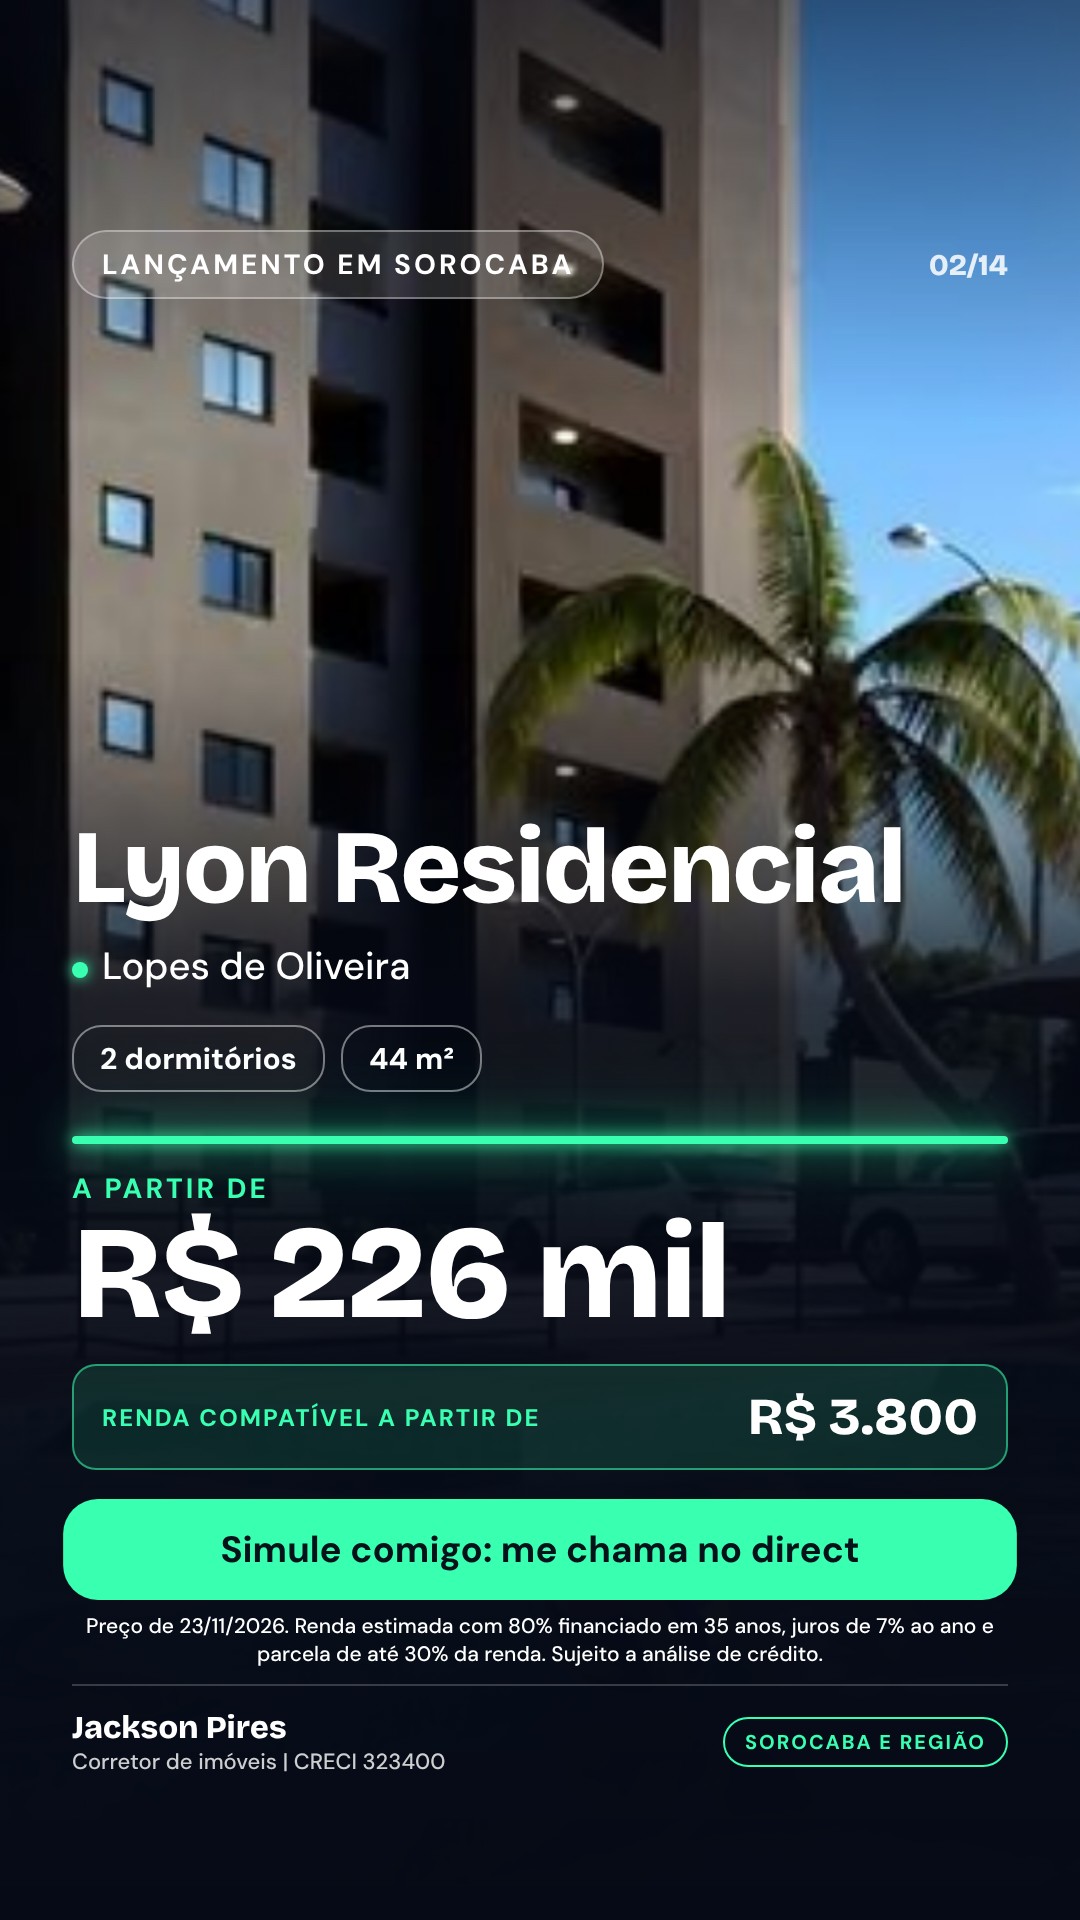 LANÇAMENTO EM SOROCABA
02/14
Lyon Residencial
Lopes de Oliveira
2 dormitórios
44 m²
A PARTIR DE
R$ 226 mil
RENDA COMPATÍVEL A PARTIR DE
R$ 3.800
Simule comigo: me chama no direct
Preço de 23/11/2026. Renda estimada com 80% financiado em 35 anos, juros de 7% ao ano e
parcela de até 30% da renda. Sujeito a análise de crédito.
Jackson Pires
Corretor de imóveis | CRECI 323400
SOROCABA E REGIÃO